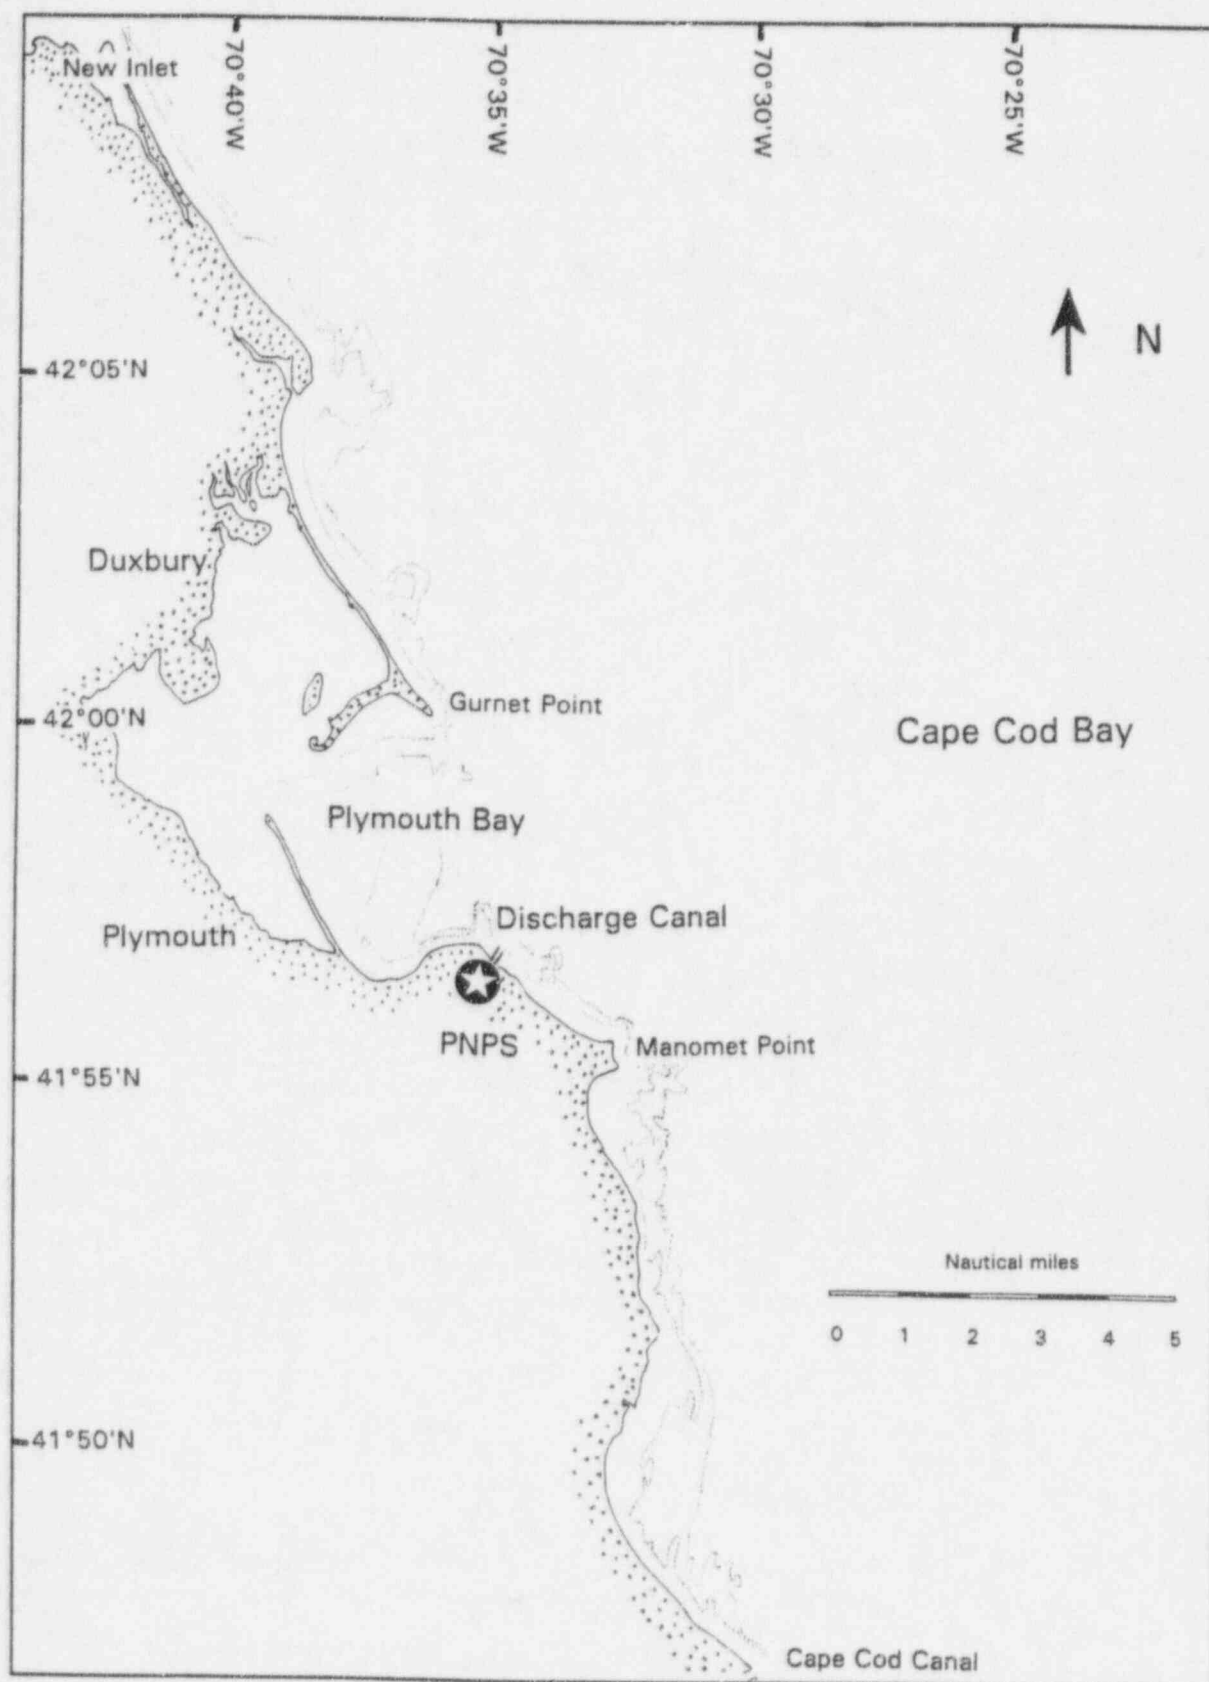 New Inlet
70°40'W
70°35'W
70°30'W
70°25'W
N
42°05'N
Duxbury
Gurnet Point
42°00'N
Cape Cod Bay
Plymouth Bay
Discharge Canal
Plymouth
PNPS
Manomet Point
41°55'N
Nautical miles
0 1 2 3 4 5
41°50'N
Cape Cod Canal